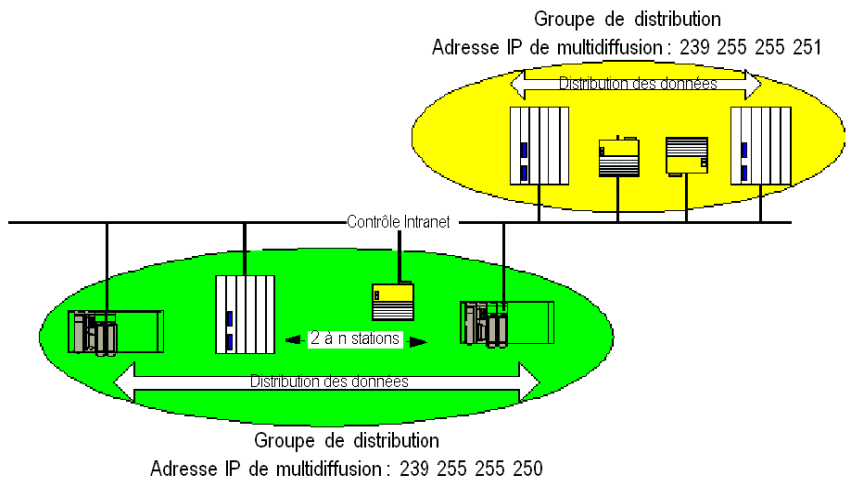 Groupe de distribution
Adresse IP de multidiffusion : 239 255 255 251
Distribution des données
Contrôle Intranet
2 à n stations
Distribution des données
Groupe de distribution
Adresse IP de multidiffusion : 239 255 255 250